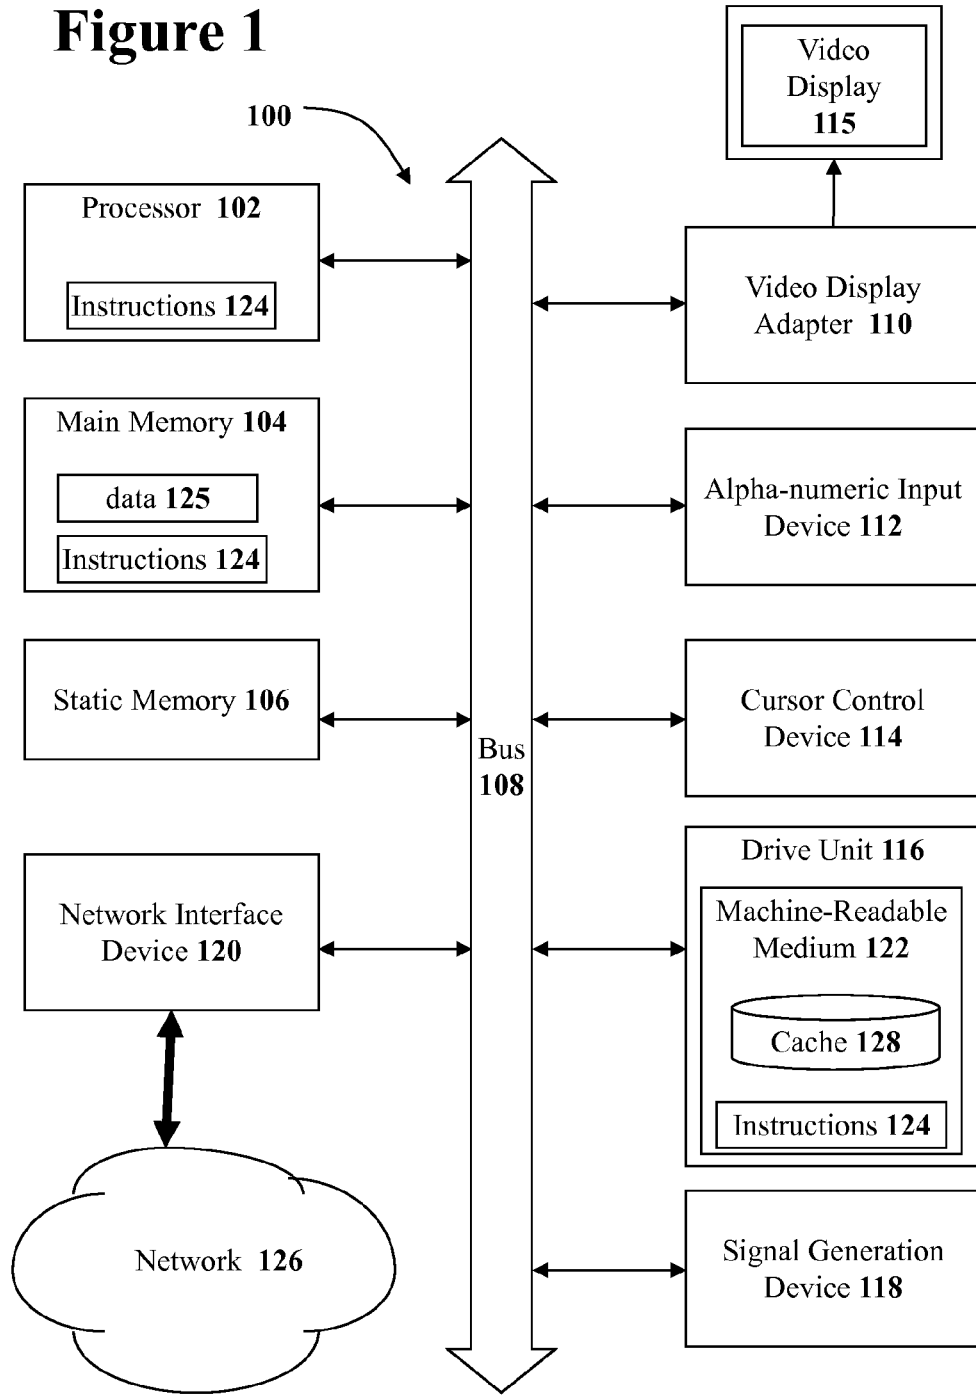 Figure 1
100
Processor 102
Instructions 124
Main Memory 104
data 125
Instructions 124
Static Memory 106
Network Interface
Device 120
Network 126
Bus
108
Video
Display
115
Video Display
Adapter 110
Alpha-numeric Input
Device 112
Cursor Control
Device 114
Drive Unit 116
Machine-Readable
Medium 122
Cache 128
Instructions 124
Signal Generation
Device 118